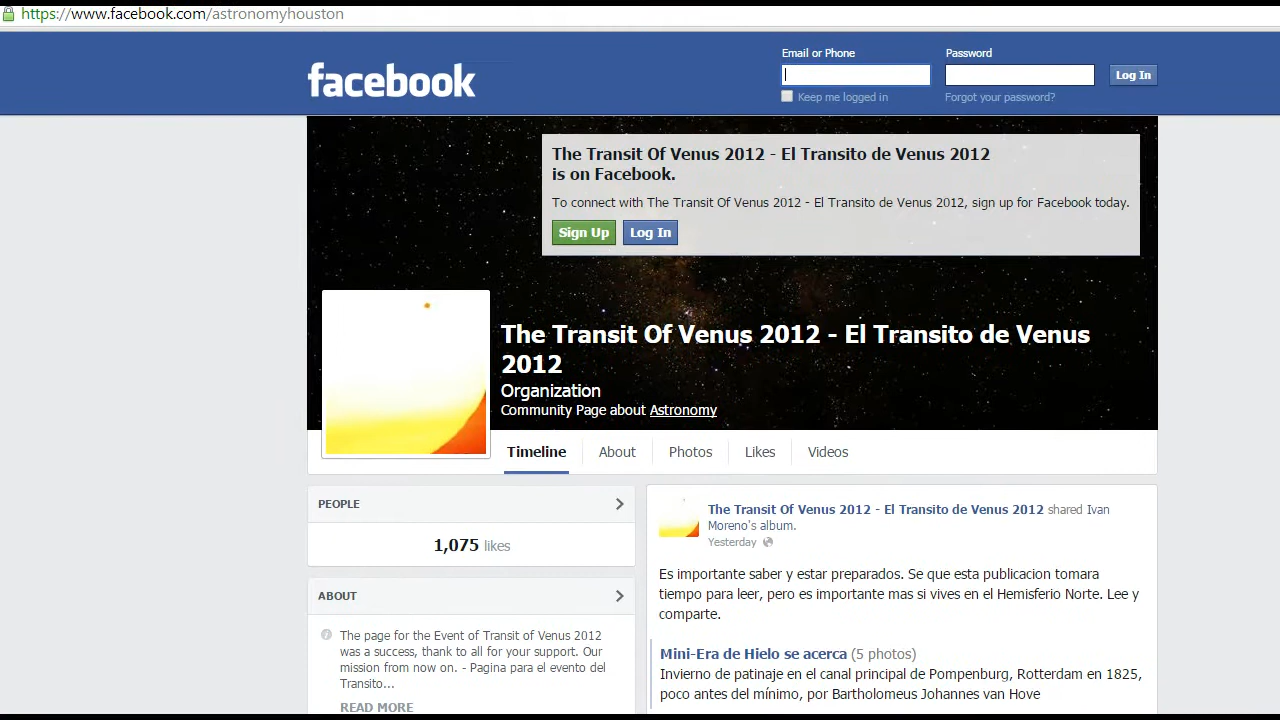 https://www.facebook.com/astronomyhouston
facebook
Email or Phone
Password
Log In
Keep me logged in
Forgot your password?
The Transit Of Venus 2012 - El Transito de Venus 2012
is on Facebook.
To connect with The Transit Of Venus 2012 - El Transito de Venus 2012, sign up for Facebook today.
Sign Up
Log In
The Transit Of Venus 2012 - El Transito de Venus
2012
Organization
Community Page about Astronomy
Timeline
About
Photos
Likes
Videos
PEOPLE
1,075 likes
ABOUT
The page for the Event of Transit of Venus 2012
was a success, thank to all for your support. Our
mission from now on. - Pagina para el evento del
Transito...
READ MORE
The Transit Of Venus 2012 - El Transito de Venus 2012 shared Ivan
Moreno's album.
Yesterday
Es importante saber y estar preparados. Se que esta publicacion tomara
tiempo para leer, pero es importante mas si vives en el Hemisferio Norte. Lee y
comparte.
Mini-Era de Hielo se acerca (5 photos)
Invierno de patinaje en el canal principal de Pompenburg, Rotterdam en 1825,
poco antes del mínimo, por Bartholomeus Johannes van Hove